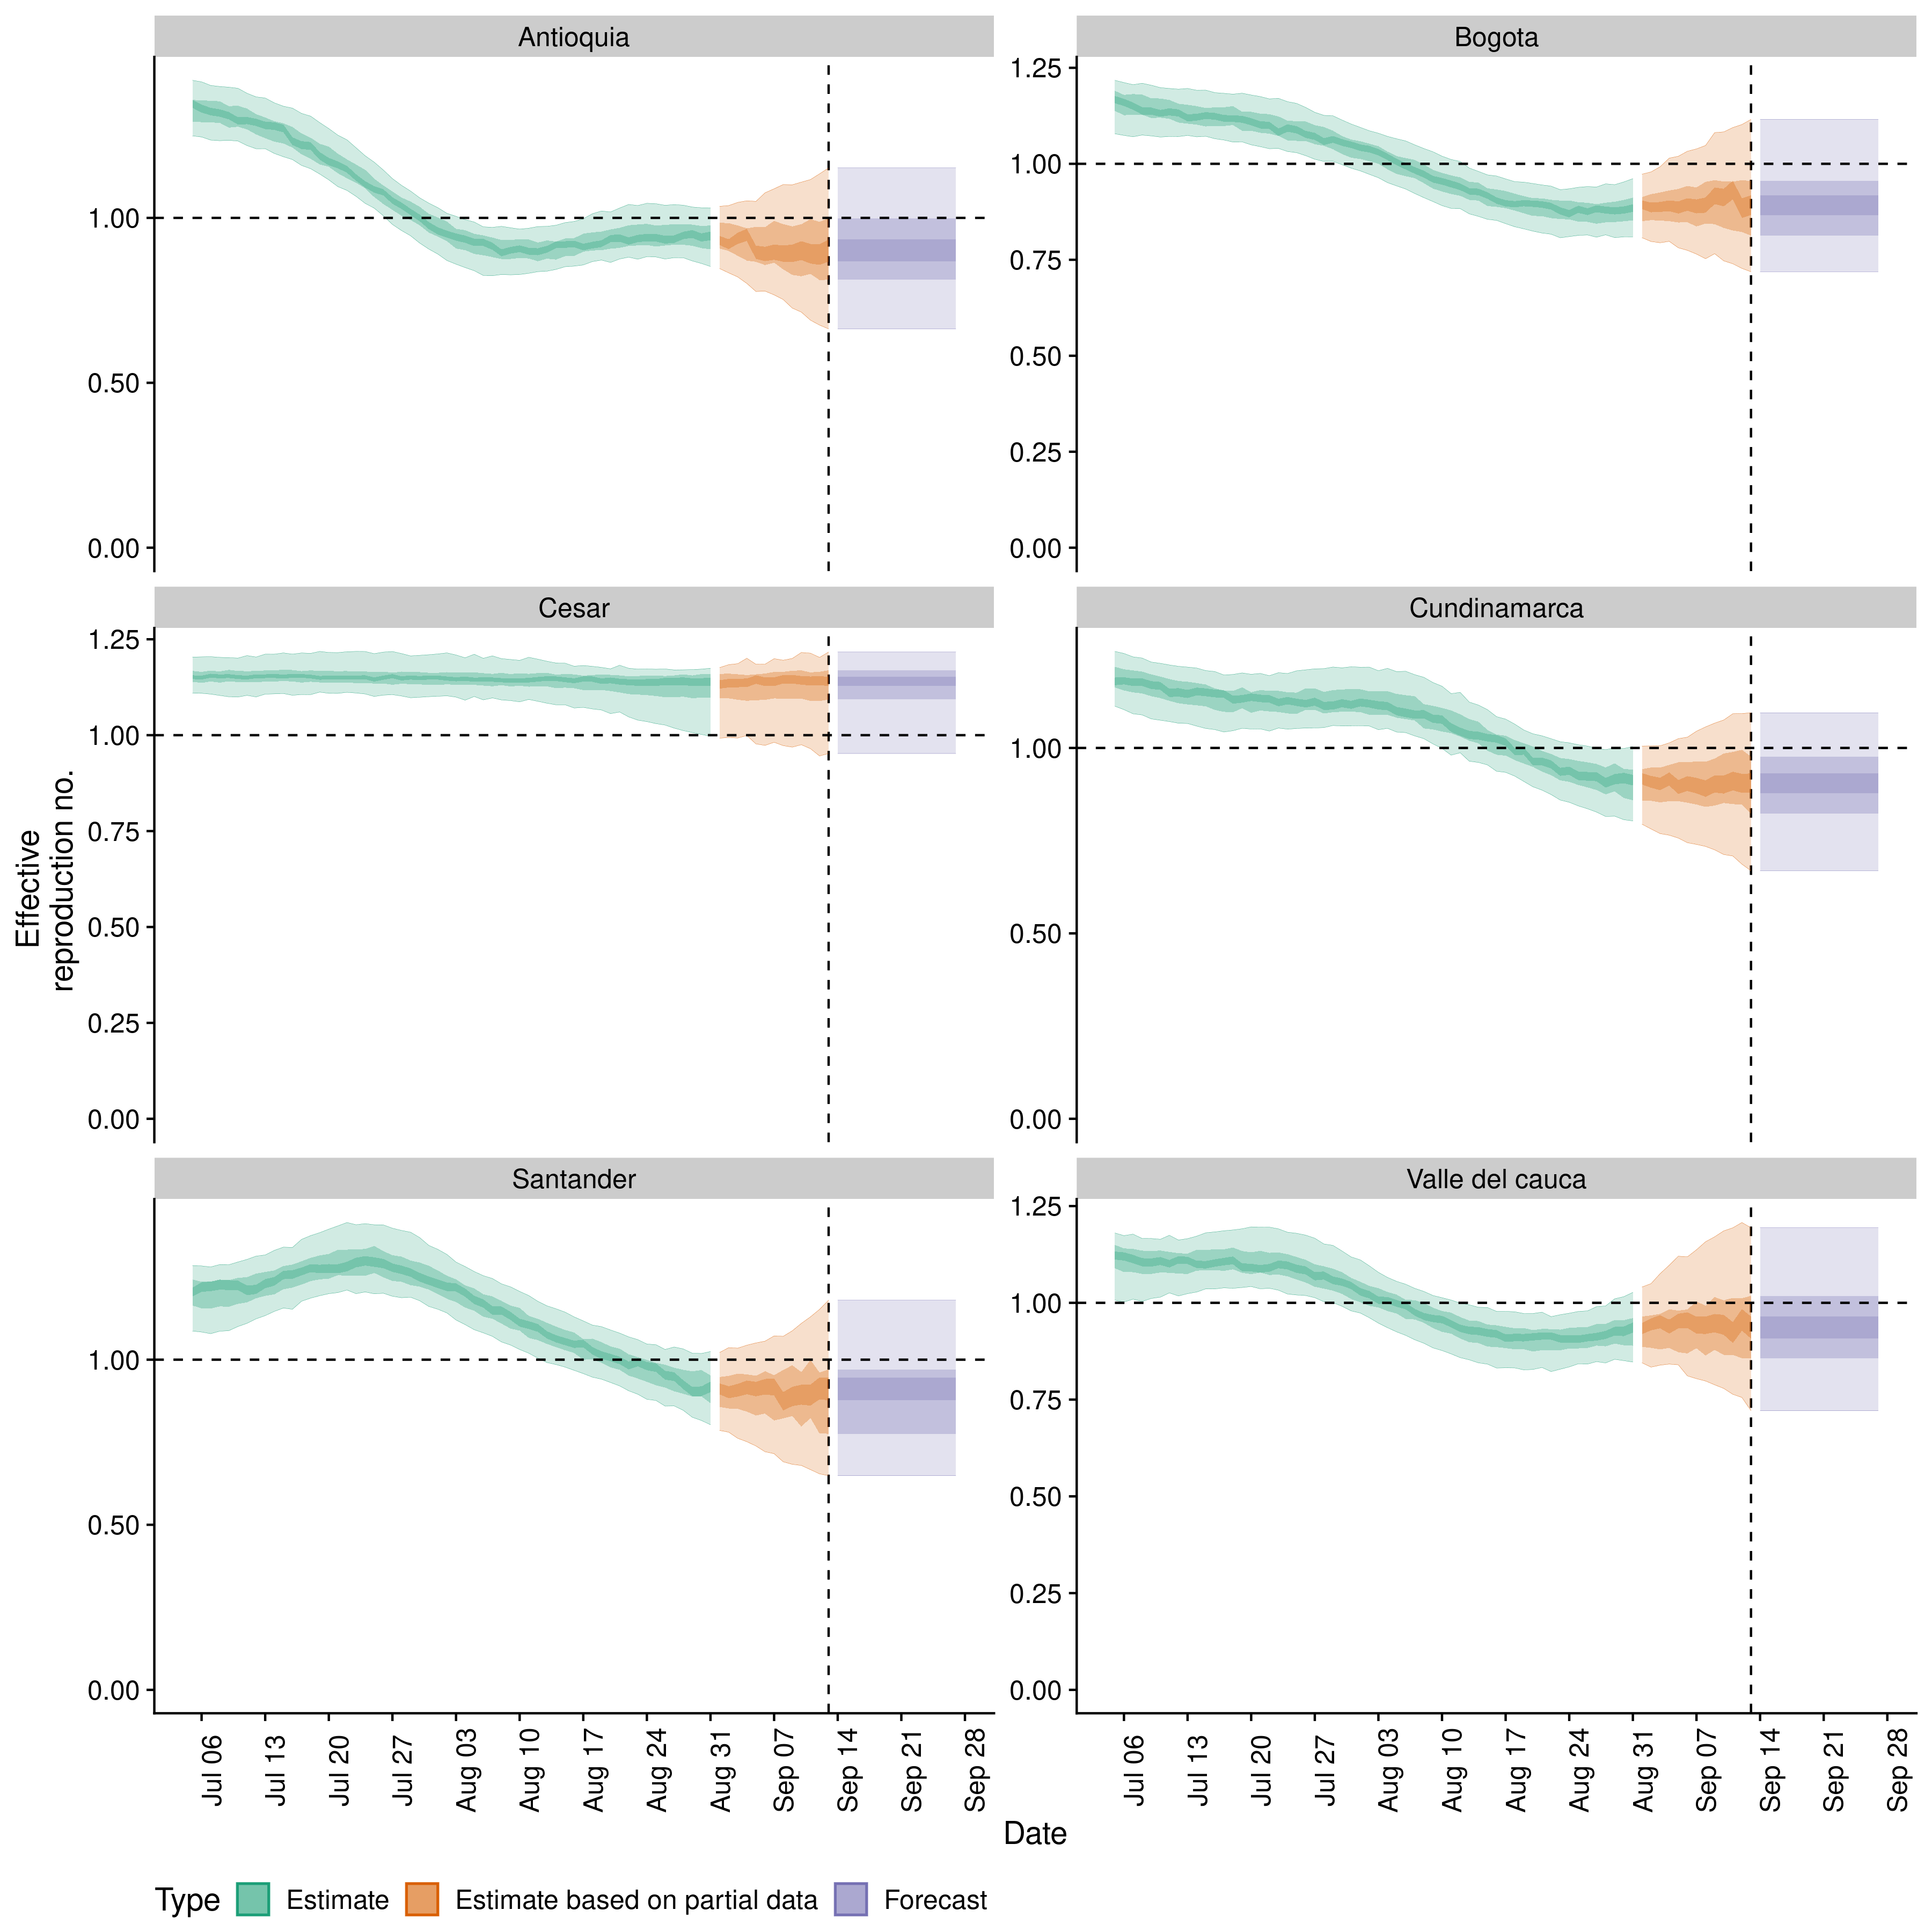 Antioquia
Bogota
1.00
0.50
0.00
1.25
1.00
0.75
0.50
0.25
0.00
Cesar
Cundinamarca
1.25
1.00
0.75
0.50
0.25
0.00
1.00
0.50
0.00
Effective
reproduction no.
Santander
Valle del cauca
1.00
0.50
0.00
1.25
1.00
0.75
0.50
0.25
0.00
Jul 06
Jul 13
Jul 20
Jul 27
Aug 03
Aug 10
Aug 17
Aug 24
Aug 31
Sep 07
Sep 14
Sep 21
Sep 28
Jul 06
Jul 13
Jul 20
Jul 27
Aug 03
Aug 10
Aug 17
Aug 24
Aug 31
Sep 07
Sep 14
Sep 21
Sep 28
Date
Type Estimate Estimate based on partial data Forecast